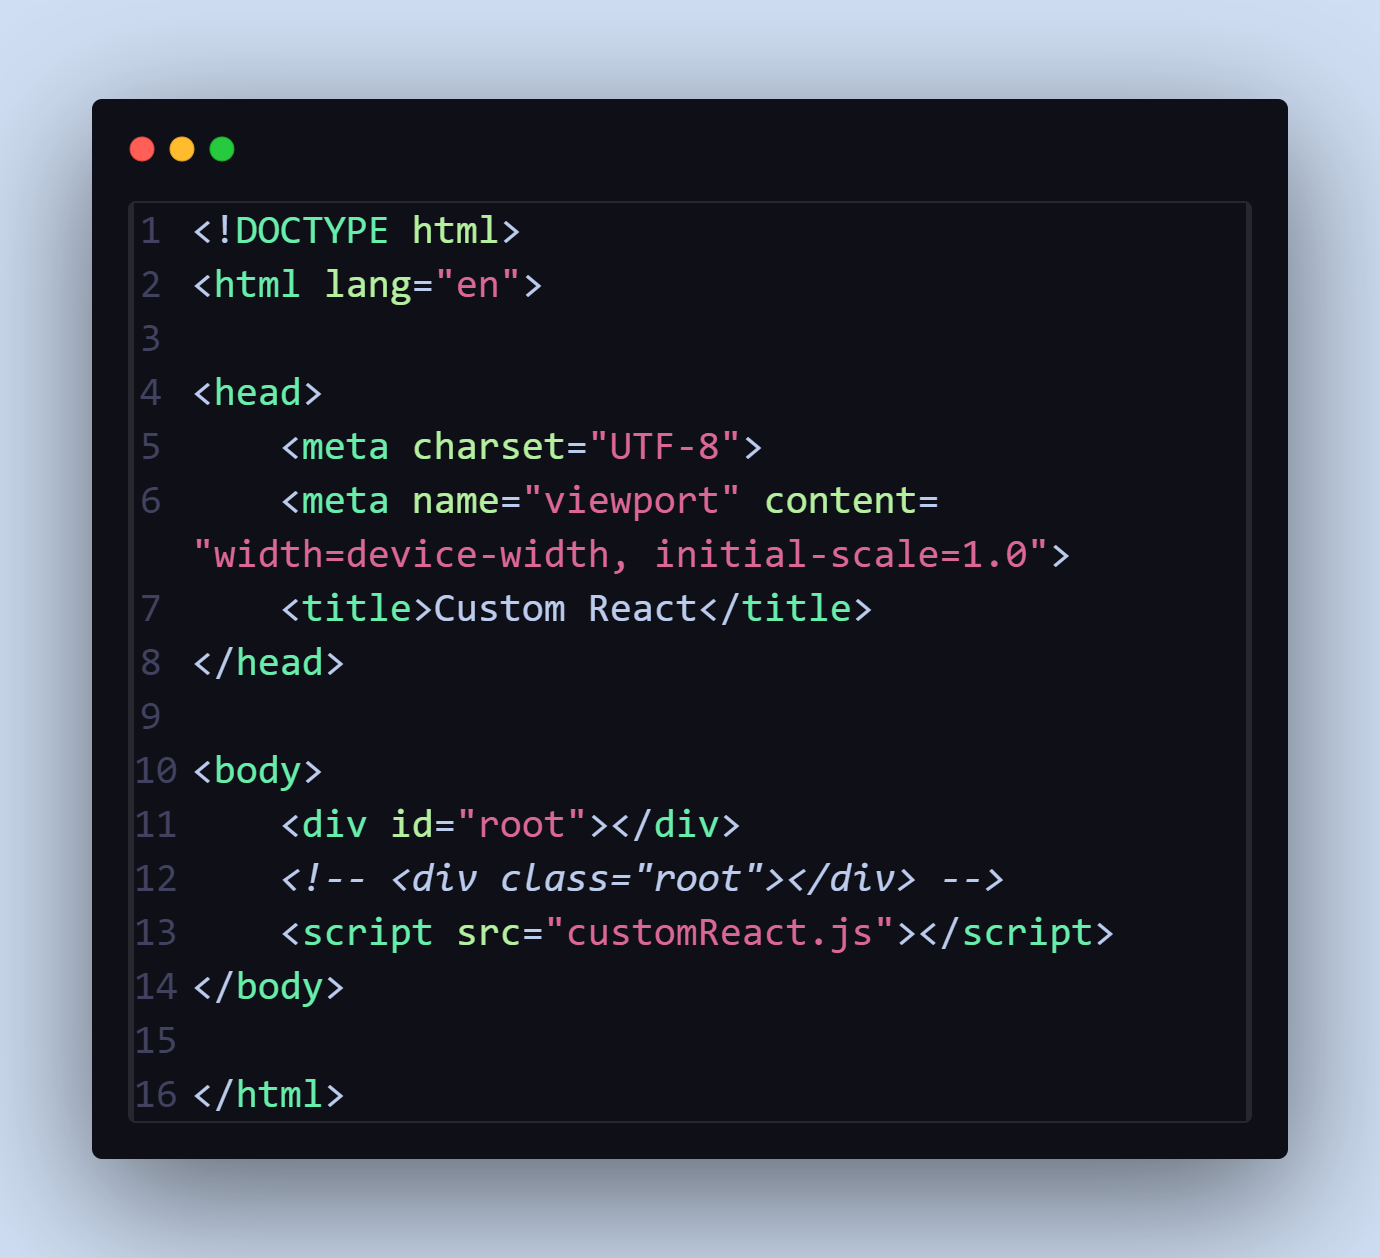 1 <!DOCTYPE html>
2 <html lang="en">
3
4 <head>
5     <meta charset="UTF-8">
6     <meta name="viewport" content=
"width=device-width, initial-scale=1.0">
7     <title>Custom React</title>
8 </head>
9
10 <body>
11     <div id="root"></div>
12     <!-- <div class="root"></div> -->
13     <script src="customReact.js"></script>
14 </body>
15
16 </html>